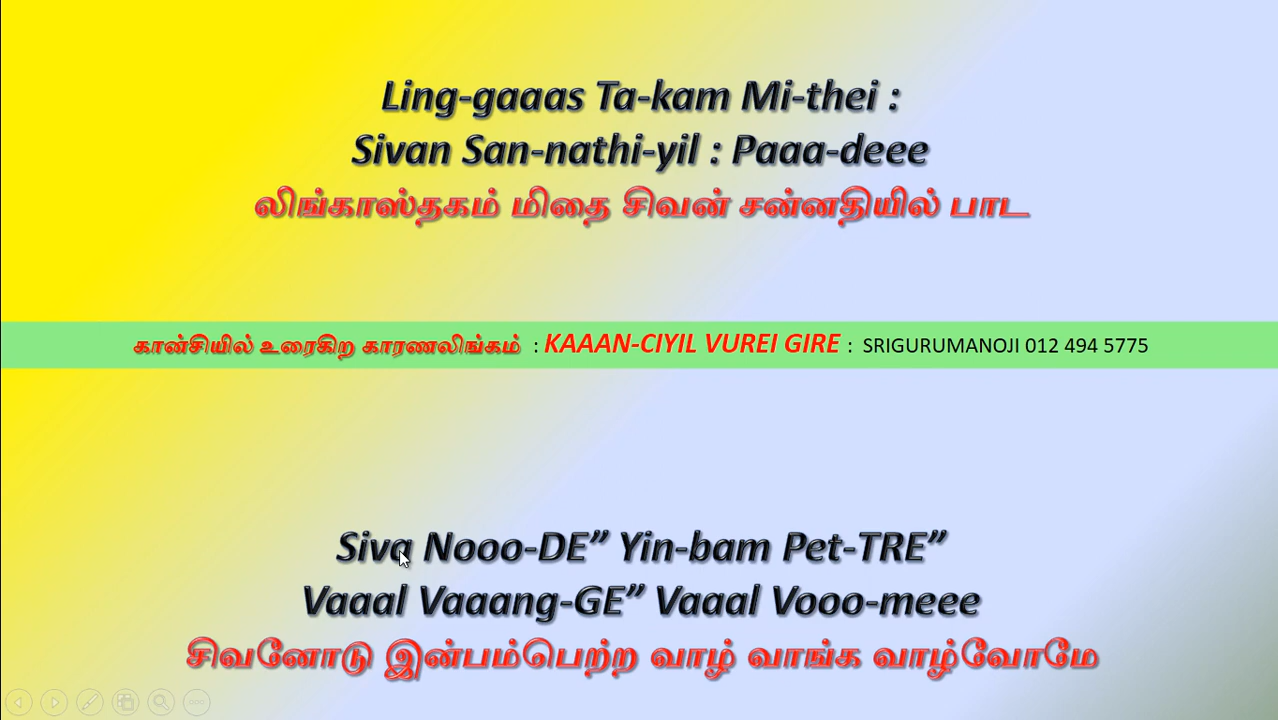 Ling-gaaas Ta-kam Mi-thei :
Sivan San-nathi-yil : Paaa-deee
லிங்காஸ்தகம் மிதை சிவன் சன்னதியில் பாட
கான்சியில் உரைகிற காரணலிங்கம் : KAAAN-CIYIL VUREI GIRE : SRIGURUMANOJI 012 494 5775
Siva Nooo-DE” Yin-bam Pet-TRE”
Vaaal Vaaang-GE” Vaaal Vooo-meee
சிவனோடு இன்பம்பெற்ற வாழ் வாங்க வாழ்வோமே